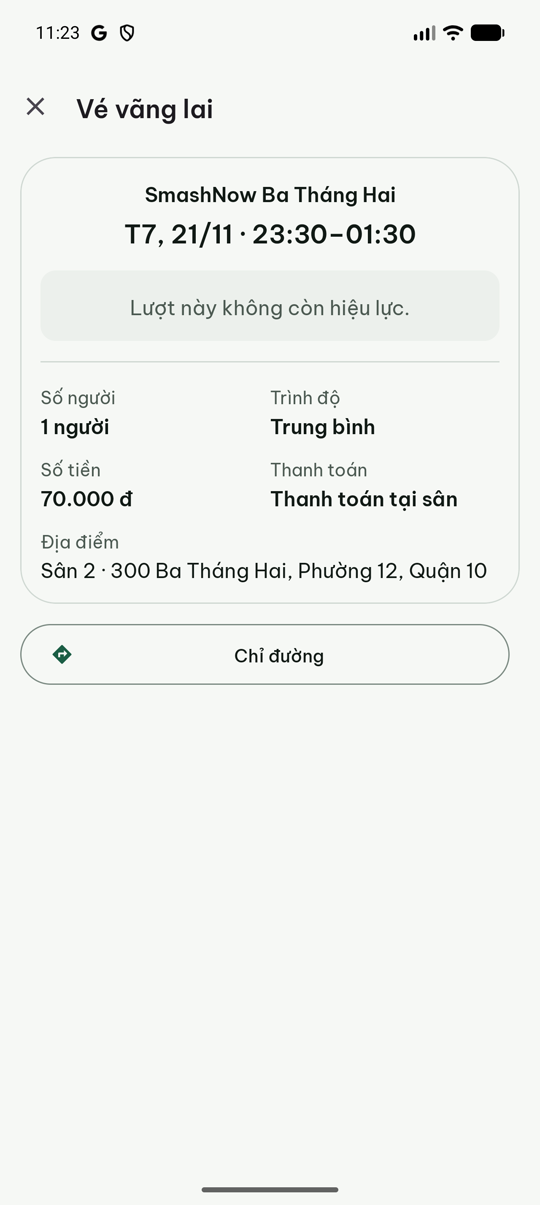 11:23
Vé vãng lai
SmashNow Ba Tháng Hai
T7, 21/11 · 23:30–01:30
Lượt này không còn hiệu lực.
Số người
1 người
Trình độ
Trung bình
Số tiền
70.000 đ
Thanh toán
Thanh toán tại sân
Địa điểm
Sân 2 · 300 Ba Tháng Hai, Phường 12, Quận 10
Chỉ đường